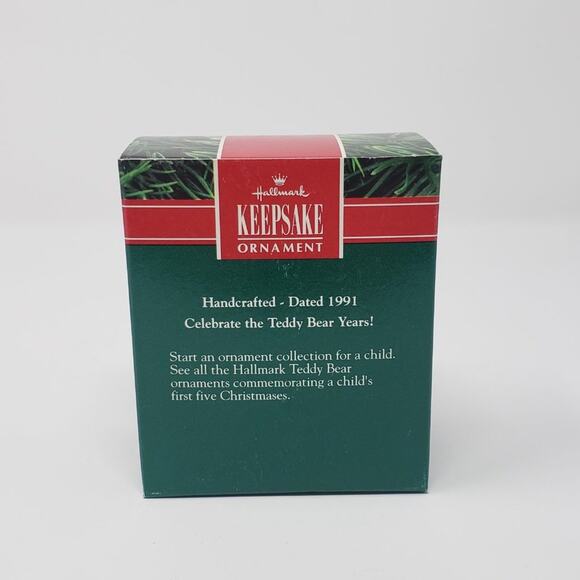 Hallmark
KEEPSAKE
ORNAMENT
Handcrafted - Dated 1991
Celebrate the Teddy Bear Years!
Start an ornament collection for a child.
See all the Hallmark Teddy Bear
ornaments commemorating a child's
first five Christmases.